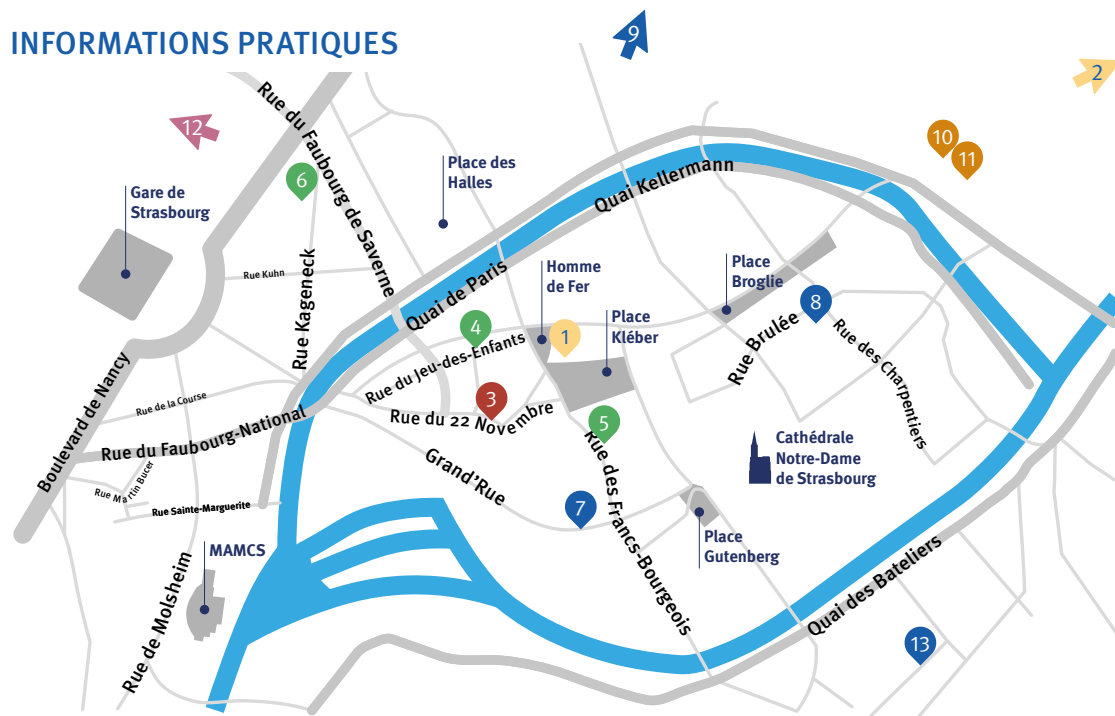 INFORMATIONS PRATIQUES
9
2
12
10
11
Rue du Faubourg de Saverne
Place des
Halles
6
Gare de
Strasbourg
Quai Kellermann
Rue Kuhn
Rue Kageneck
Quai de Paris
Homme
de Fer
Place
Broglie
8
4
1
Place
Kléber
Rue du Jeu-des-Enfants
Rue Brulée
Rue des Charpentiers
Boulevard de Nancy
Rue de la Course
3
Rue du 22 Novembre
5
Rue du Faubourg-National
Cathédrale
Notre-Dame
de Strasbourg
Grand'Rue
Rue des Francs-Bourgeois
Rue Martin Bucer
Rue Sainte-Marguerite
7
Place
Gutenberg
MAMCS
Rue de Molsheim
Quai des Bateliers
13